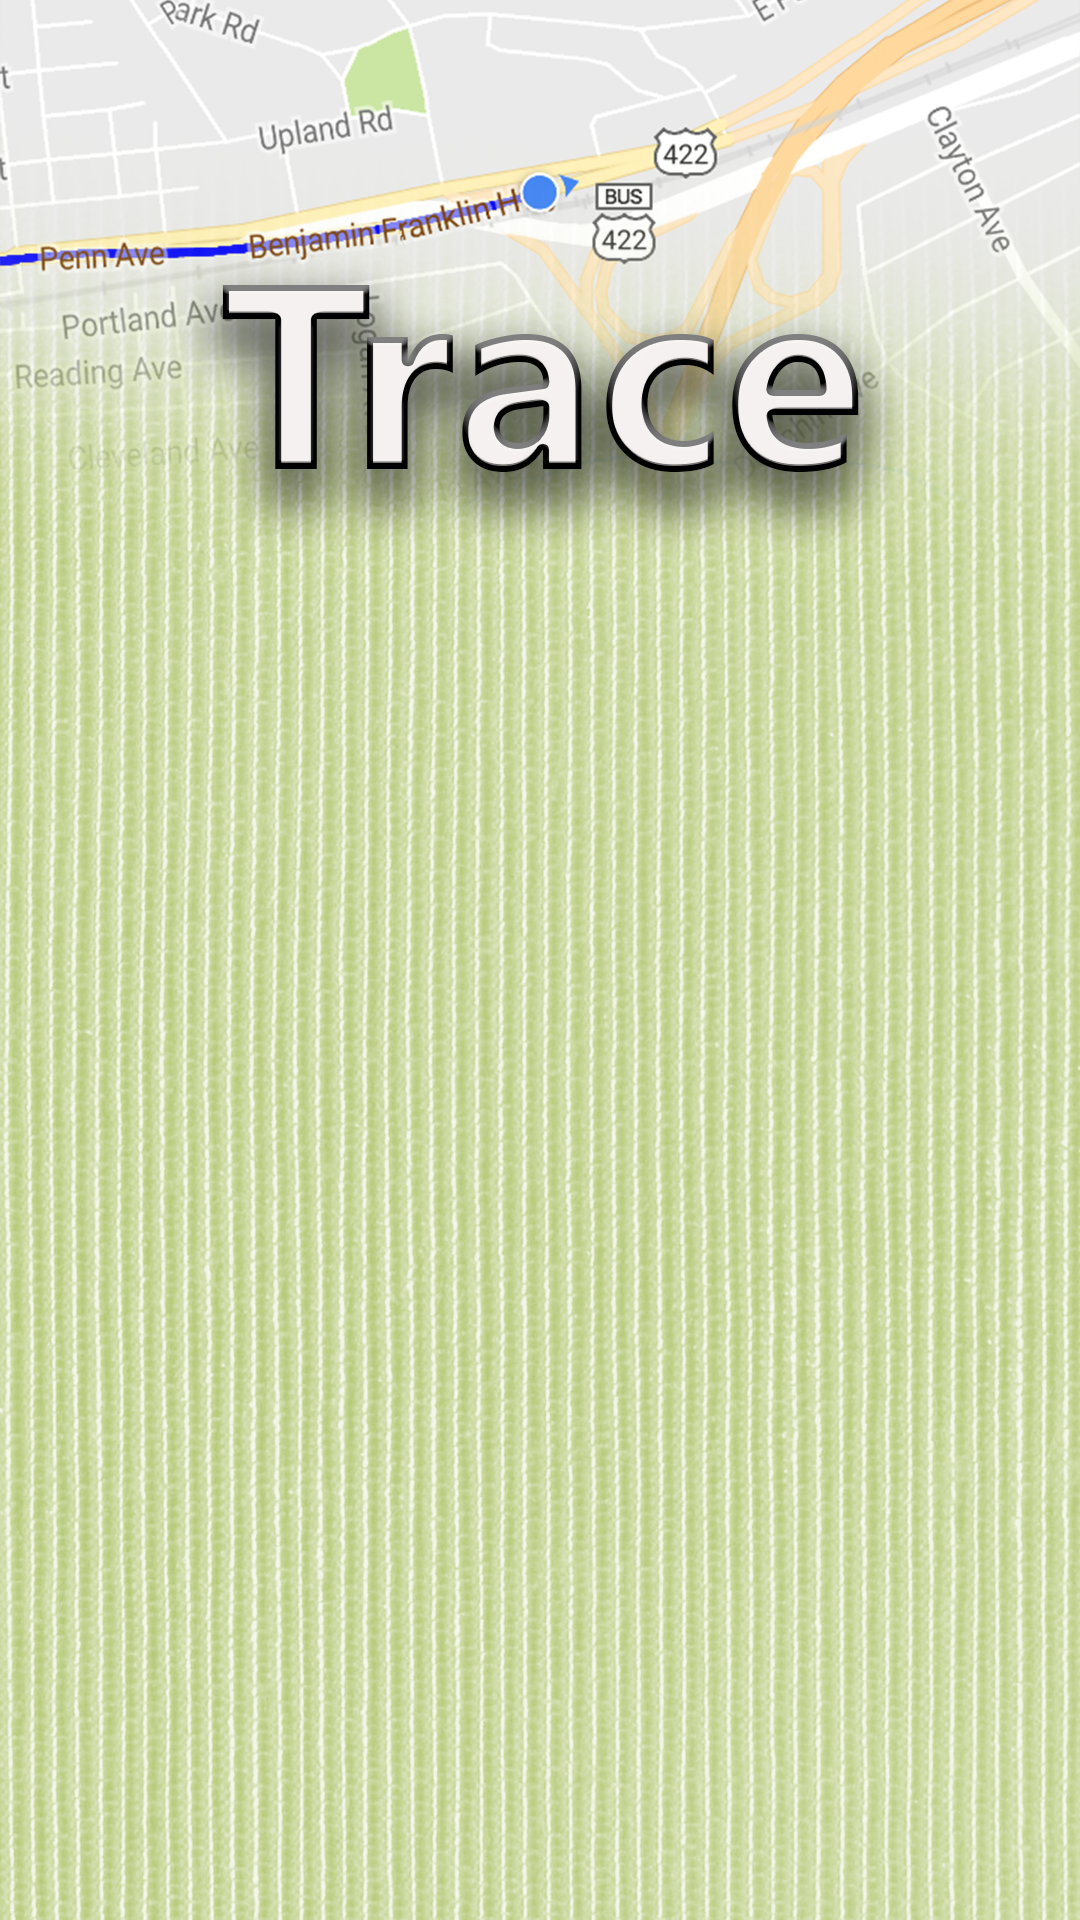 Park Rd
Upland Rd
422
BUS
422
Clayton Ave
Penn Ave
Benjamin Franklin H
Portland Ave
Reading Ave
Cleveland Ave
Trace